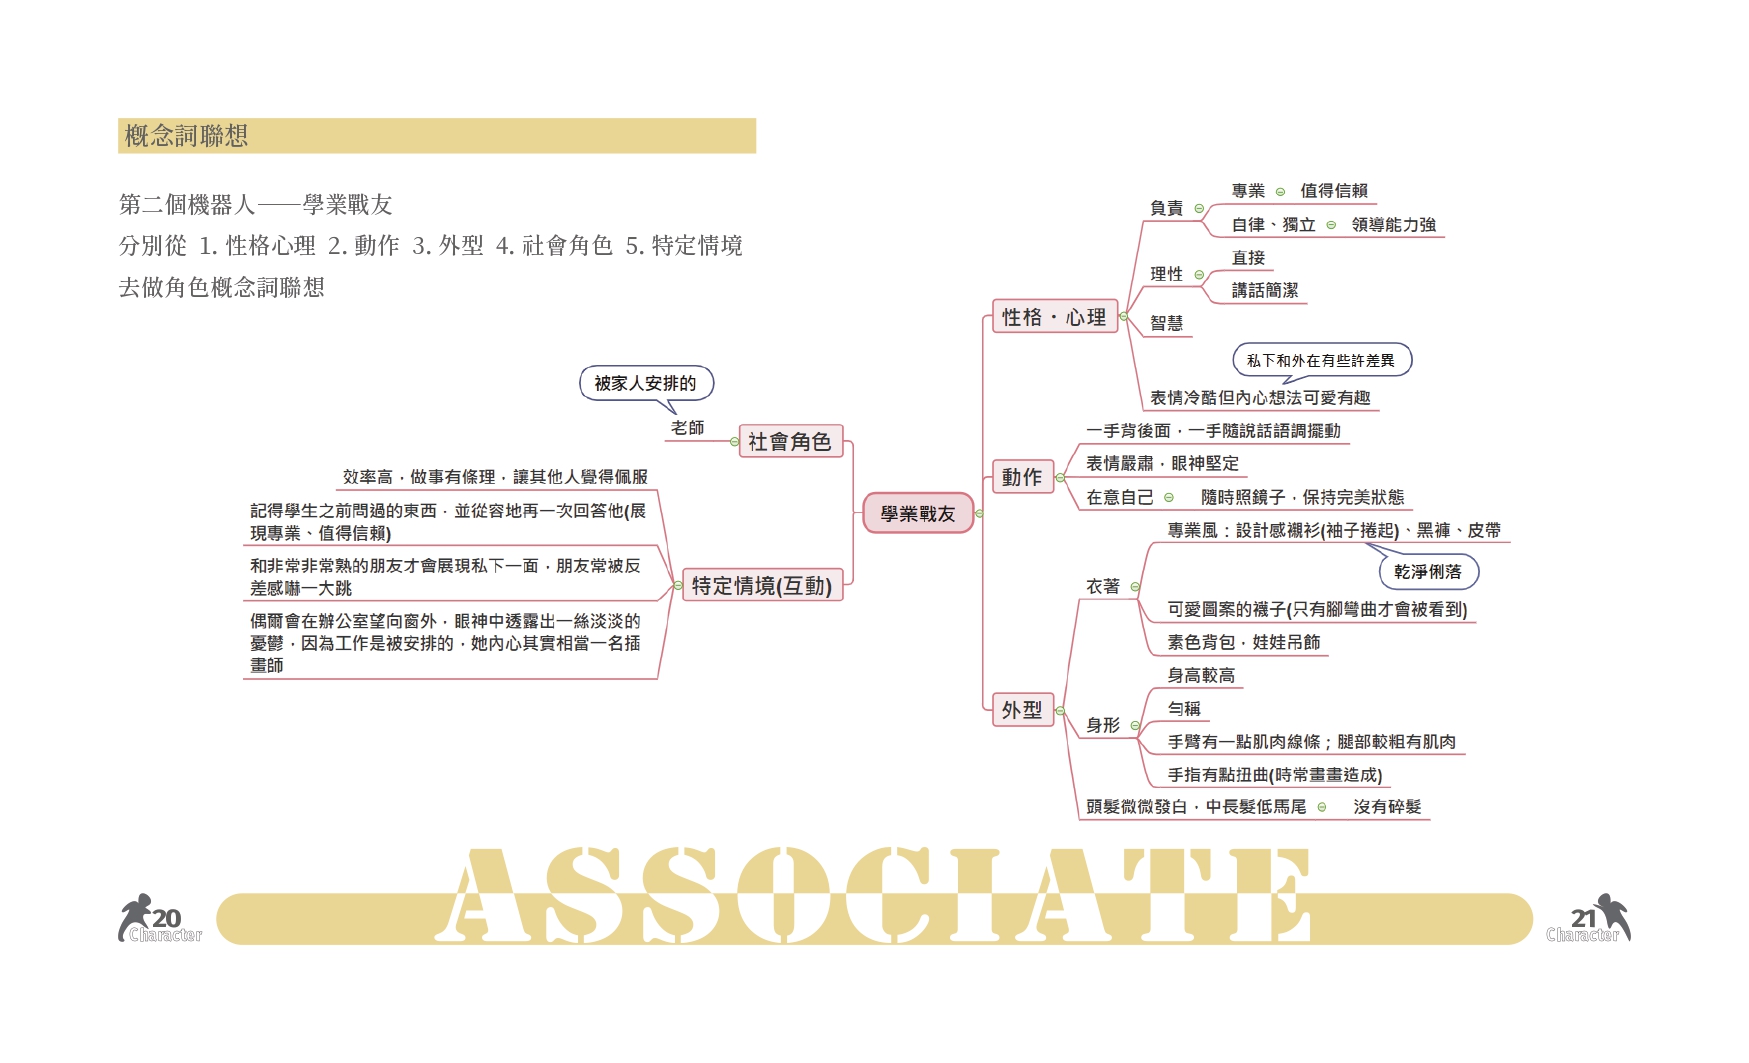 概念詞聯想
第二個機器人——學業戰友
分別從 1. 性格心理 2. 動作 3. 外型 4. 社會角色 5. 特定情境
去做角色概念詞聯想
學業戰友
性格・心理
負責
專業
值得信賴
自律、獨立
領導能力強
理性
直接
講話簡潔
智慧
私下和外在有些許差異
表情冷酷但內心想法可愛有趣
動作
一手背後面，一手隨說話語調擺動
表情嚴肅，眼神堅定
在意自己
隨時照鏡子，保持完美狀態
外型
衣著
專業風：設計感襯衫(袖子捲起)、黑褲、皮帶
乾淨俐落
可愛圖案的襪子(只有腳彎曲才會被看到)
素色背包，娃娃吊飾
身形
身高較高
勻稱
手臂有一點肌肉線條；腿部較粗有肌肉
手指有點扭曲(時常畫畫造成)
頭髮微微發白，中長髮低馬尾
沒有碎髮
社會角色
被家人安排的
老師
特定情境(互動)
效率高，做事有條理，讓其他人覺得佩服
記得學生之前問過的東西，並從容地再一次回答他(展
現專業、值得信賴)
和非常非常熟的朋友才會展現私下一面，朋友常被反
差感嚇一大跳
偶爾會在辦公室望向窗外，眼神中透露出一絲淡淡的
憂鬱，因為工作是被安排的，她內心其實相當一名插
畫師
ASSOCIATE
20
Character
21
Character